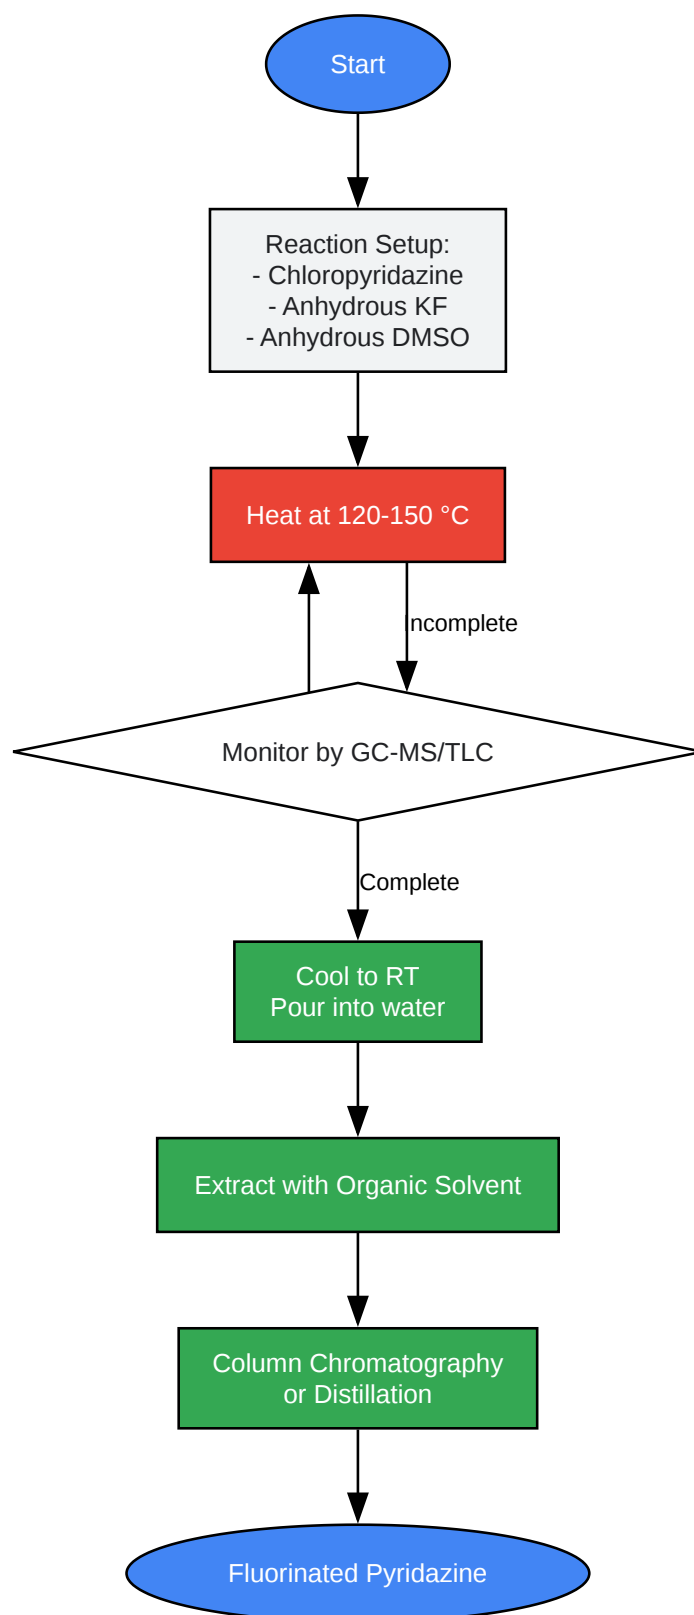 Start
Reaction Setup:
- Chloropyridazine
- Anhydrous KF
- Anhydrous DMSO
Heat at 120-150 °C
Incomplete
Monitor by GC-MS/TLC
Complete
Cool to RT
Pour into water
Extract with Organic Solvent
Column Chromatography
or Distillation
Fluorinated Pyridazine